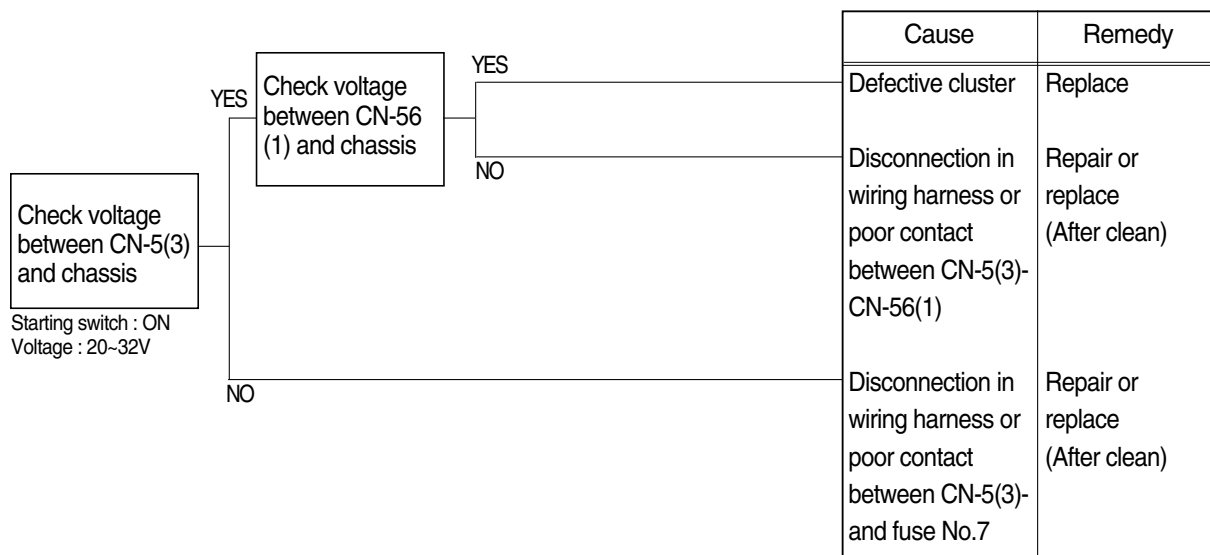 Check voltage
between CN-5(3)
and chassis
Starting switch : ON
Voltage : 20~32V
YES
NO
Check voltage
between CN-56
(1) and chassis
YES
NO
Cause
Remedy
Defective cluster
Replace
Disconnection in
wiring harness or
poor contact
between CN-5(3)-
CN-56(1)
Repair or
replace
(After clean)
Disconnection in
wiring harness or
poor contact
between CN-5(3)-
and fuse No.7
Repair or
replace
(After clean)